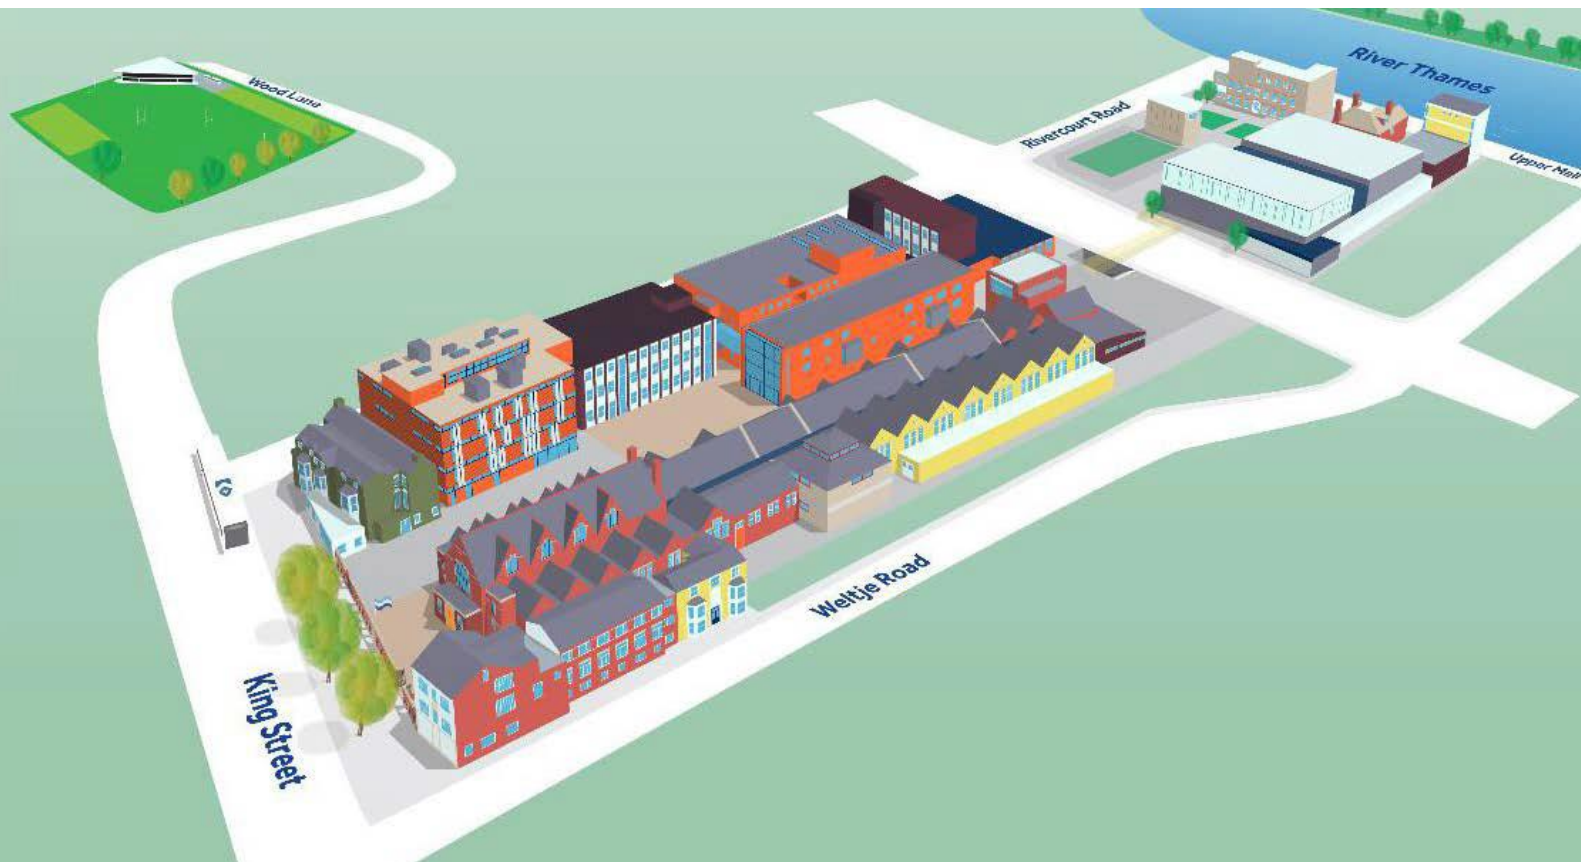 River Thames
Wood Lane
Rivercourt Road
Upper Mall
Weltje Road
King Street